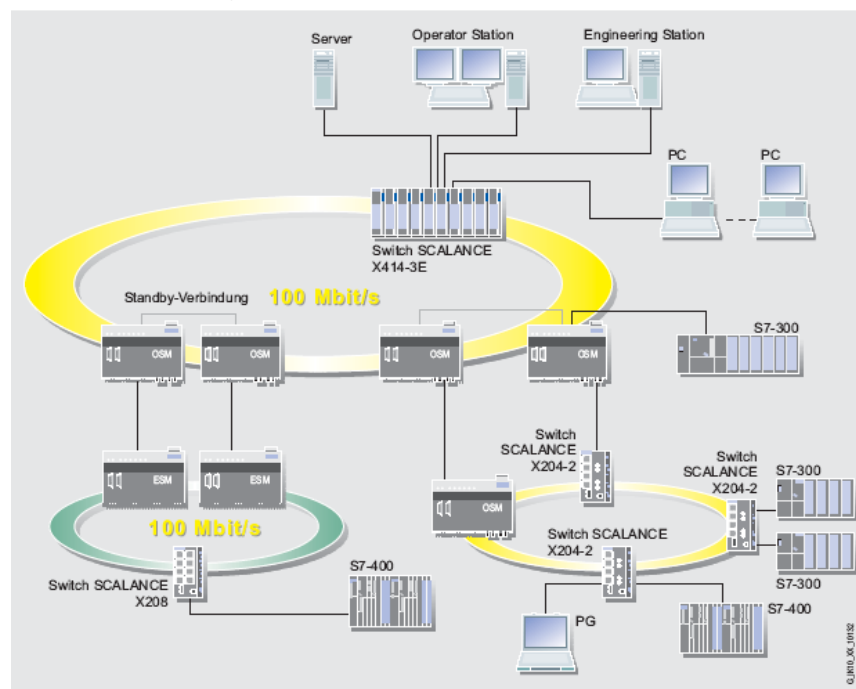 Server
Operator Station
Engineering Station
PC
PC
Switch SCALANCE
X414-3E
Standby-Verbindung
100 Mbit/s
OSM
OSM
OSM
OSM
S7-300
Switch
SCALANCE
X204-2
Switch
SCALANCE
X204-2
S7-300
ESM
ESM
OSM
100 Mbit/s
Switch SCALANCE
X204-2
S7-300
Switch SCALANCE
X208
S7-400
PG
S7-400
G_IK10_XX_10152